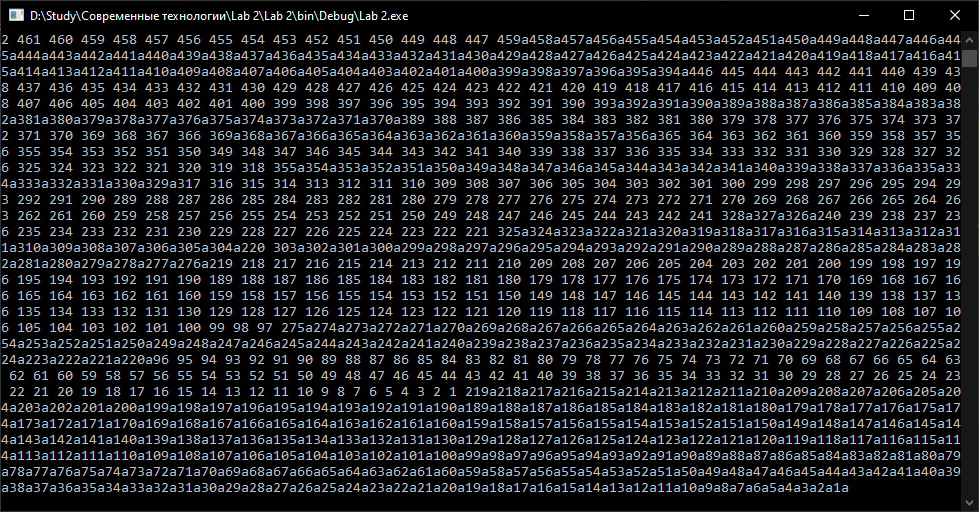 D:\Study\Современные технологии\Lab 2\Lab 2\bin\Debug\Lab 2.exe
2 461 460 459 458 457 456 455 454 453 452 451 450 449 448 447 459a458a457a456a455a454a453a452a451a450a449a448a447a446a44
5a444a443a442a441a440a439a438a437a436a435a434a433a432a431a430a429a428a427a426a425a424a423a422a421a420a419a418a417a416a41
5a414a413a412a411a410a409a408a407a406a405a404a403a402a401a400a399a398a397a396a395a394a446 445 444 443 442 441 440 439 43
8 437 436 435 434 433 432 431 430 429 428 427 426 425 424 423 422 421 420 419 418 417 416 415 414 413 412 411 410 409 40
8 407 406 405 404 403 402 401 400 399 398 397 396 395 394 393 392 391 390 393a392a391a390a389a388a387a386a385a384a383a38
2a381a380a379a378a377a376a375a374a373a372a371a370a389 388 387 386 385 384 383 382 381 380 379 378 377 376 375 374 373 37
2 371 370 369 368 367 366 369a368a367a366a365a364a363a362a361a360a359a358a357a356a365 364 363 362 361 360 359 358 357 35
6 355 354 353 352 351 350 349 348 347 346 345 344 343 342 341 340 339 338 337 336 335 334 333 332 331 330 329 328 327 32
6 325 324 323 322 321 320 319 318 355a354a353a352a351a350a349a348a347a346a345a344a343a342a341a340a339a338a337a336a335a33
4a333a332a331a330a329a317 316 315 314 313 312 311 310 309 308 307 306 305 304 303 302 301 300 299 298 297 296 295 294 29
3 292 291 290 289 288 287 286 285 284 283 282 281 280 279 278 277 276 275 274 273 272 271 270 269 268 267 266 265 264 26
3 262 261 260 259 258 257 256 255 254 253 252 251 250 249 248 247 246 245 244 243 242 241 328a327a326a240 239 238 237 23
6 235 234 233 232 231 230 229 228 227 226 225 224 223 222 221 325a324a323a322a321a320a319a318a317a316a315a314a313a312a31
1a310a309a308a307a306a305a304a220 303a302a301a300a299a298a297a296a295a294a293a292a291a290a289a288a287a286a285a284a283a28
2a281a280a279a278a277a276a219 218 217 216 215 214 213 212 211 210 209 208 207 206 205 204 203 202 201 200 199 198 197 19
6 195 194 193 192 191 190 189 188 187 186 185 184 183 182 181 180 179 178 177 176 175 174 173 172 171 170 169 168 167 16
6 165 164 163 162 161 160 159 158 157 156 155 154 153 152 151 150 149 148 147 146 145 144 143 142 141 140 139 138 137 13
6 135 134 133 132 131 130 129 128 127 126 125 124 123 122 121 120 119 118 117 116 115 114 113 112 111 110 109 108 107 10
6 105 104 103 102 101 100 99 98 97 275a274a273a272a271a270a269a268a267a266a265a264a263a262a261a260a259a258a257a256a255a2
54a253a252a251a250a249a248a247a246a245a244a243a242a241a240a239a238a237a236a235a234a233a232a231a230a229a228a227a226a225a2
24a223a222a221a220a96 95 94 93 92 91 90 89 88 87 86 85 84 83 82 81 80 79 78 77 76 75 74 73 72 71 70 69 68 67 66 65 64 63
 62 61 60 59 58 57 56 55 54 53 52 51 50 49 48 47 46 45 44 43 42 41 40 39 38 37 36 35 34 33 32 31 30 29 28 27 26 25 24 23
 22 21 20 19 18 17 16 15 14 13 12 11 10 9 8 7 6 5 4 3 2 1 219a218a217a216a215a214a213a212a211a210a209a208a207a206a205a20
4a203a202a201a200a199a198a197a196a195a194a193a192a191a190a189a188a187a186a185a184a183a182a181a180a179a178a177a176a175a17
4a173a172a171a170a169a168a167a166a165a164a163a162a161a160a159a158a157a156a155a154a153a152a151a150a149a148a147a146a145a14
4a143a142a141a140a139a138a137a136a135a134a133a132a131a130a129a128a127a126a125a124a123a122a121a120a119a118a117a116a115a11
4a113a112a111a110a109a108a107a106a105a104a103a102a101a100a99a98a97a96a95a94a93a92a91a90a89a88a87a86a85a84a83a82a81a80a79
a78a77a76a75a74a73a72a71a70a69a68a67a66a65a64a63a62a61a60a59a58a57a56a55a54a53a52a51a50a49a48a47a46a45a44a43a42a41a40a39
a38a37a36a35a34a33a32a31a30a29a28a27a26a25a24a23a22a21a20a19a18a17a16a15a14a13a12a11a10a9a8a7a6a5a4a3a2a1a